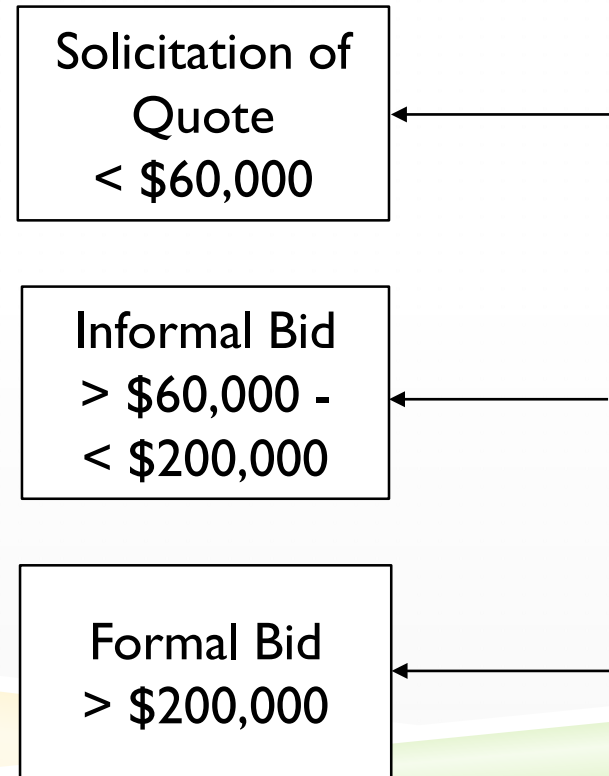 Solicitation of
Quote
< $60,000
Informal Bid
> $60,000 -
< $200,000
Formal Bid
> $200,000